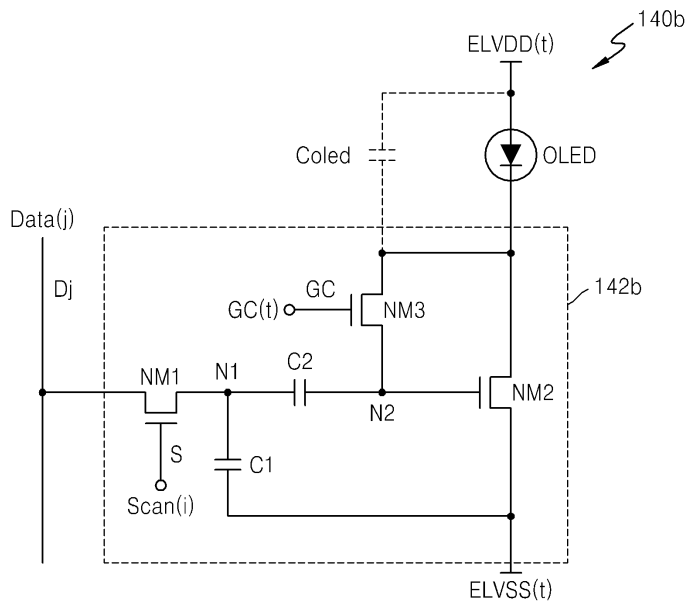 140b
ELVDD(t)
Coled
OLED
Data(j)
Dj
142b
GC
GC(t)
NM3
C2
NM1
N1
N2
NM2
S
C1
Scan(i)
ELVSS(t)